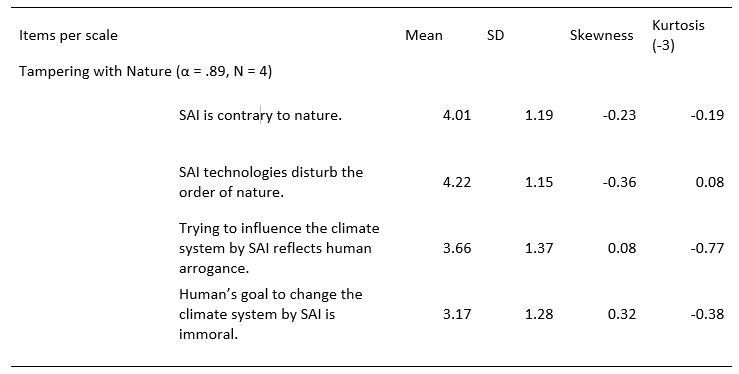 Items per scale Mean SD Skewness Kurtosis
(-3)
Tampering with Nature (α = .89, N = 4)
SAI is contrary to nature. 4.01 1.19 -0.23 -0.19
SAI technologies disturb the
order of nature. 4.22 1.15 -0.36 0.08
Trying to influence the climate
system by SAI reflects human 3.66 1.37 0.08 -0.77
arrogance.
Human’s goal to change the
climate system by SAI is 3.17 1.28 0.32 -0.38
immoral.